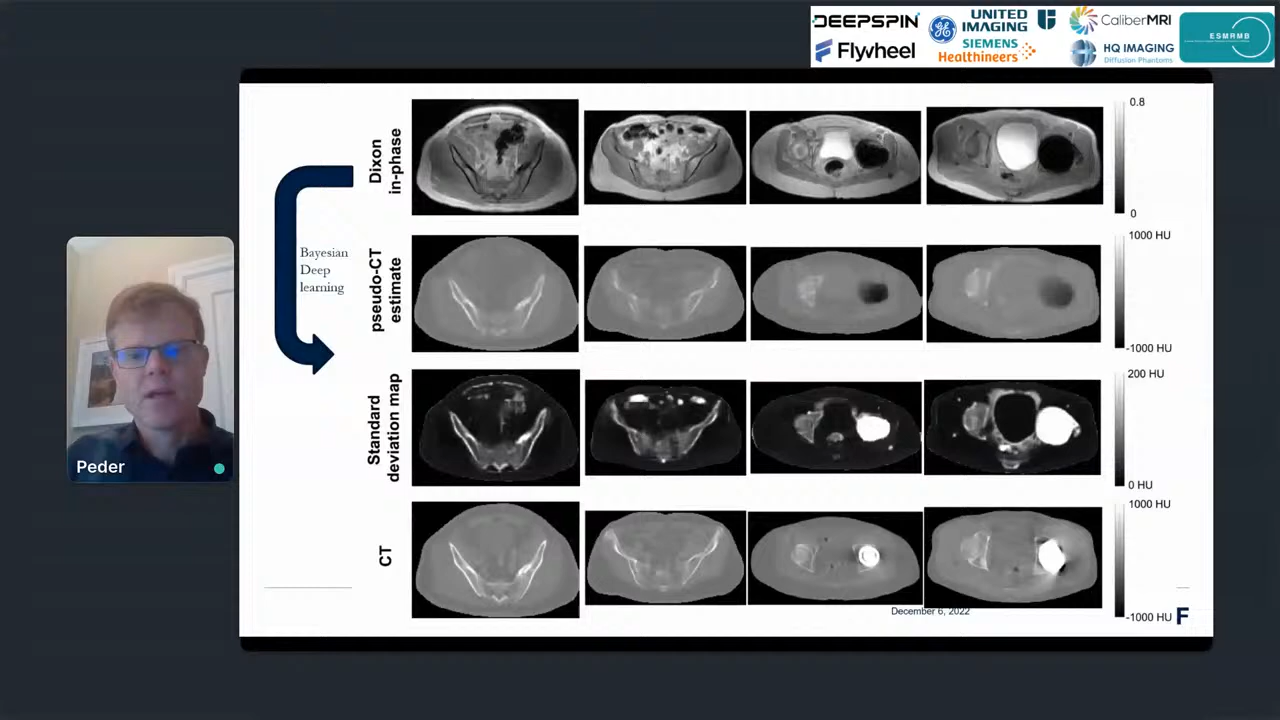 DEEPSPIN
UNITED
IMAGING
CaliberMRI
Flywheel
SIEMENS
Healthineers
HQ IMAGING
Diffusion Phantoms
ESMRMB
Dixon
in-phase
0.8
0
Bayesian
Deep
learning
pseudo-CT
estimate
1000 HU
-1000 HU
Standard
deviation map
200 HU
0 HU
CT
1000 HU
-1000 HU
December 6, 2022
F
Peder